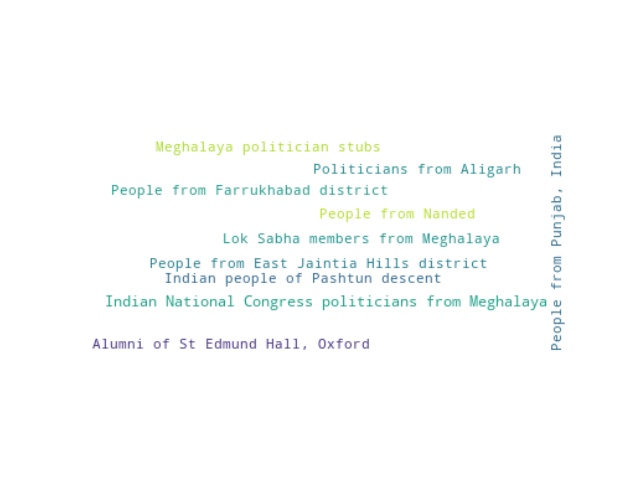 Meghalaya politician stubs
Politicians from Aligarh
People from Farrukhabad district
People from Nanded
Lok Sabha members from Meghalaya
People from East Jaintia Hills district
Indian people of Pashtun descent
Indian National Congress politicians from Meghalaya
Alumni of St Edmund Hall, Oxford
People from Punjab, India